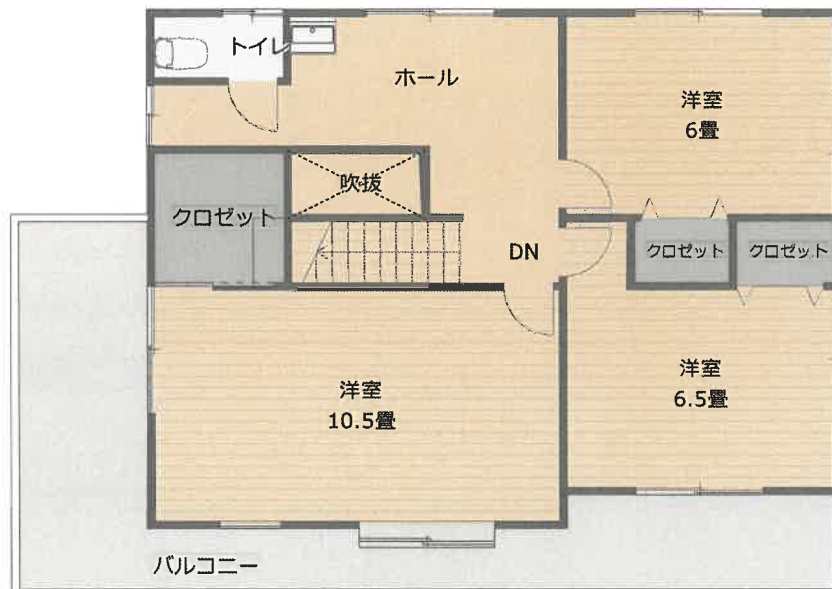 トイレ
ホール
洋室
6畳
クロゼット
吹抜
DN
クロゼット
クロゼット
洋室
10.5畳
洋室
6.5畳
バルコニー